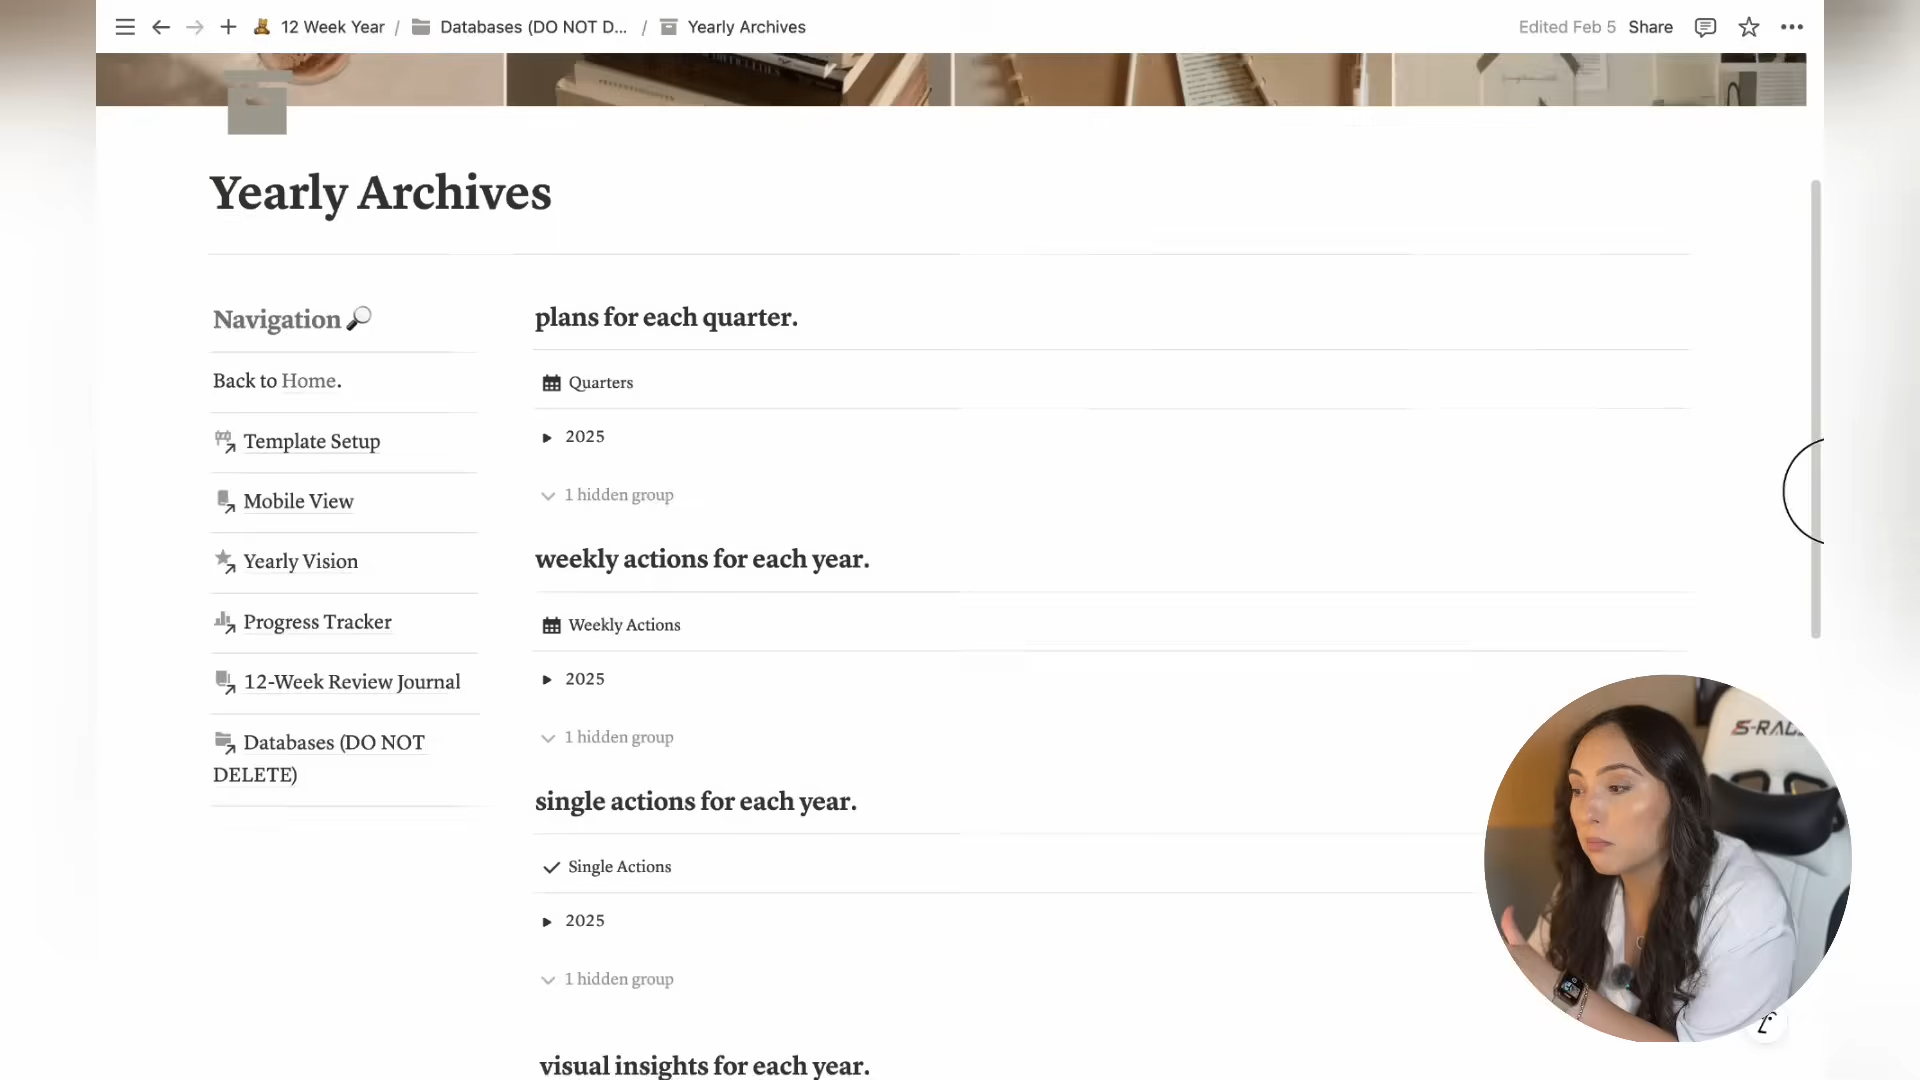 12 Week Year / Databases (DO NOT D... / Yearly Archives
Edited Feb 5 Share
Yearly Archives
Navigation
Back to Home.
Template Setup
Mobile View
Yearly Vision
Progress Tracker
12-Week Review Journal
Databases (DO NOT
DELETE)
plans for each quarter.
Quarters
2025
1 hidden group
weekly actions for each year.
Weekly Actions
2025
1 hidden group
single actions for each year.
Single Actions
2025
1 hidden group
visual insights for each year.